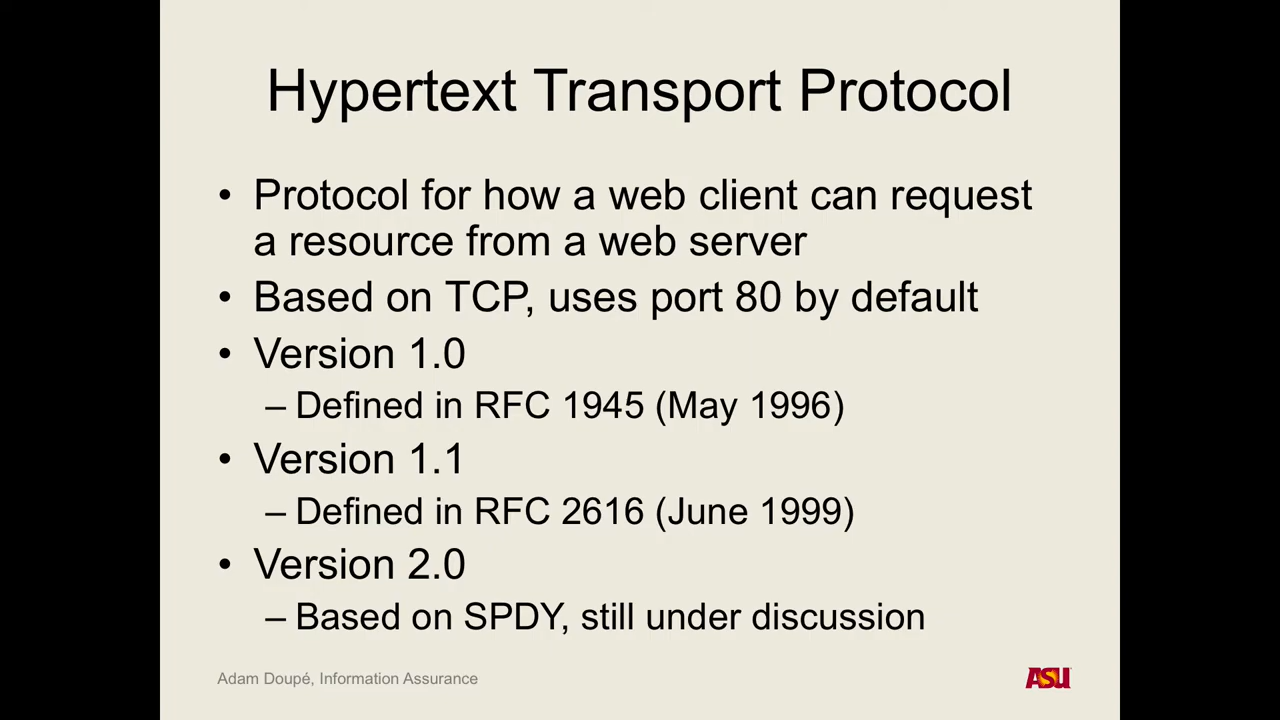 Hypertext Transport Protocol
• Protocol for how a web client can request
a resource from a web server
• Based on TCP, uses port 80 by default
• Version 1.0
– Defined in RFC 1945 (May 1996)
• Version 1.1
– Defined in RFC 2616 (June 1999)
• Version 2.0
– Based on SPDY, still under discussion
Adam Doupé, Information Assurance
ASU